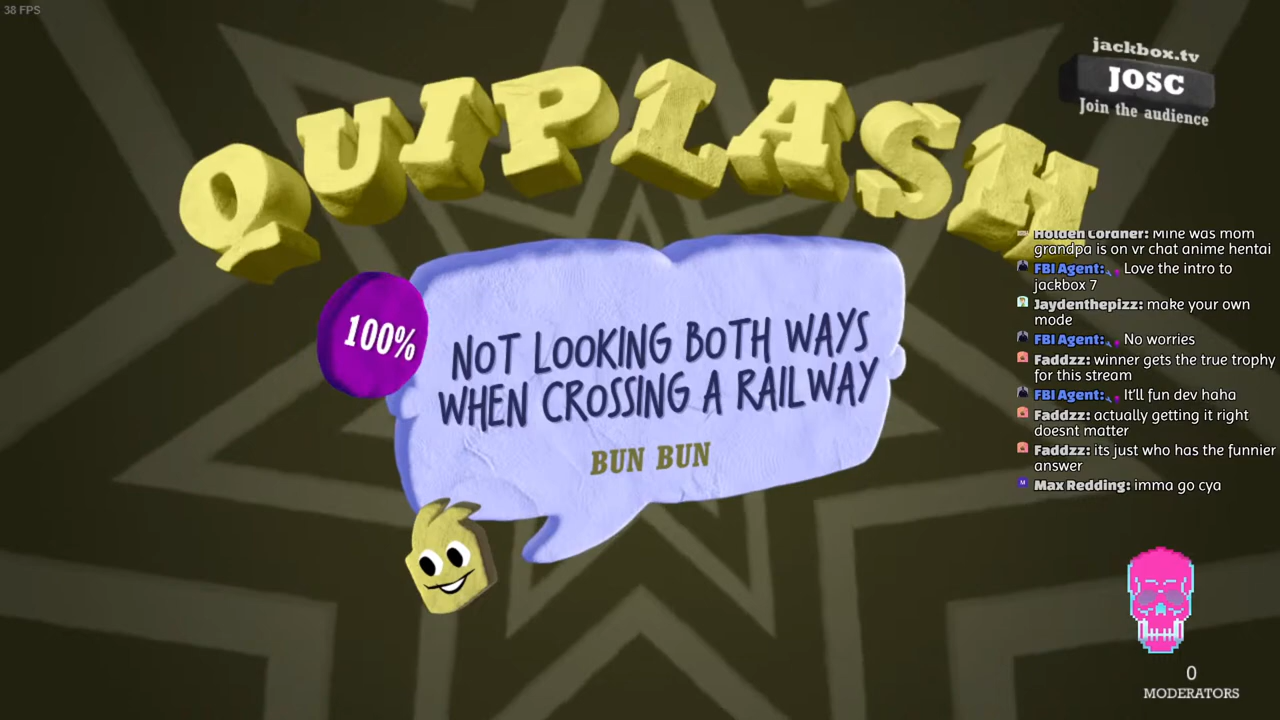 38 FPS
jackbox.tv
JOSC
Join the audience
QUIPLASH
100%
NOT LOOKING BOTH WAYS
WHEN CROSSING A RAILWAY
BUN BUN
Holden Cordner: Mine was mom
grandpa is on vr chat anime hentai
FBI Agent: Love the intro to
jackbox 7
Jaydenthepizz: make your own
mode
FBI Agent: No worries
Faddzz: winner gets the true trophy
for this stream
FBI Agent: It'll fun dev haha
Faddzz: actually getting it right
doesnt matter
Faddzz: its just who has the funnier
answer
M Max Redding: imma go cya
0
MODERATORS